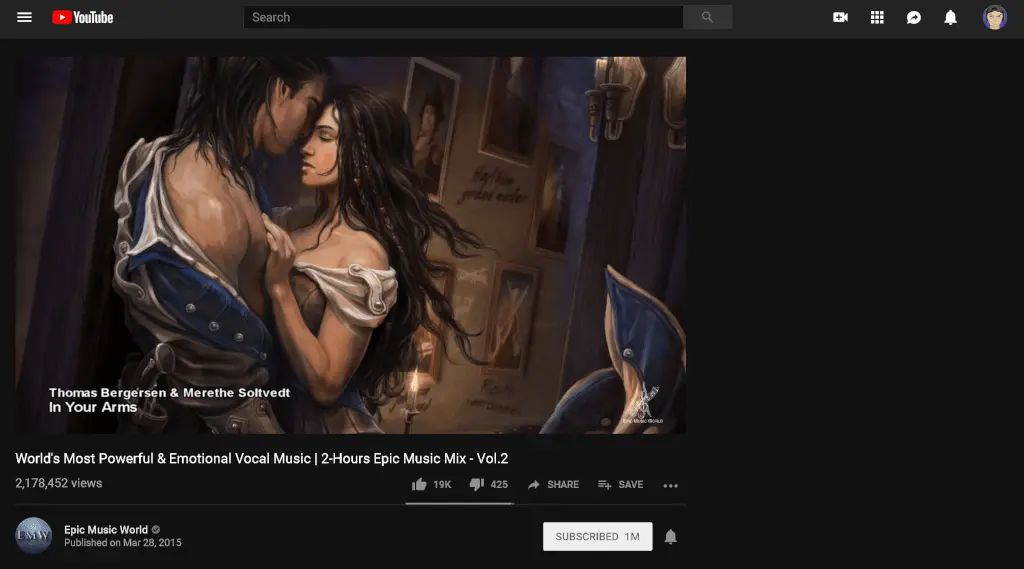 YouTube
Search
Thomas Bergersen & Merethe Soltvedt
In Your Arms
EPIC MUSIC WORLD
World's Most Powerful & Emotional Vocal Music | 2-Hours Epic Music Mix - Vol.2
2,178,452 views
19K
425
SHARE
SAVE
EMW
Epic Music World
Published on Mar 28, 2015
SUBSCRIBED 1M